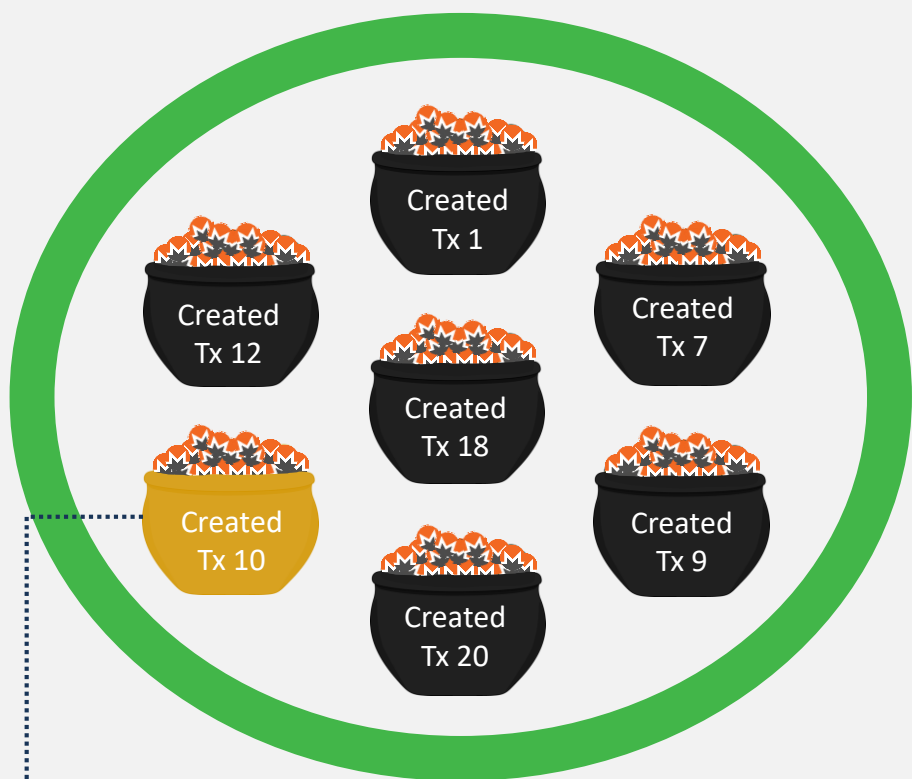 Created
Tx 1
Created
Tx 12
Created
Tx 7
Created
Tx 18
Created
Tx 10
Created
Tx 9
Created
Tx 20